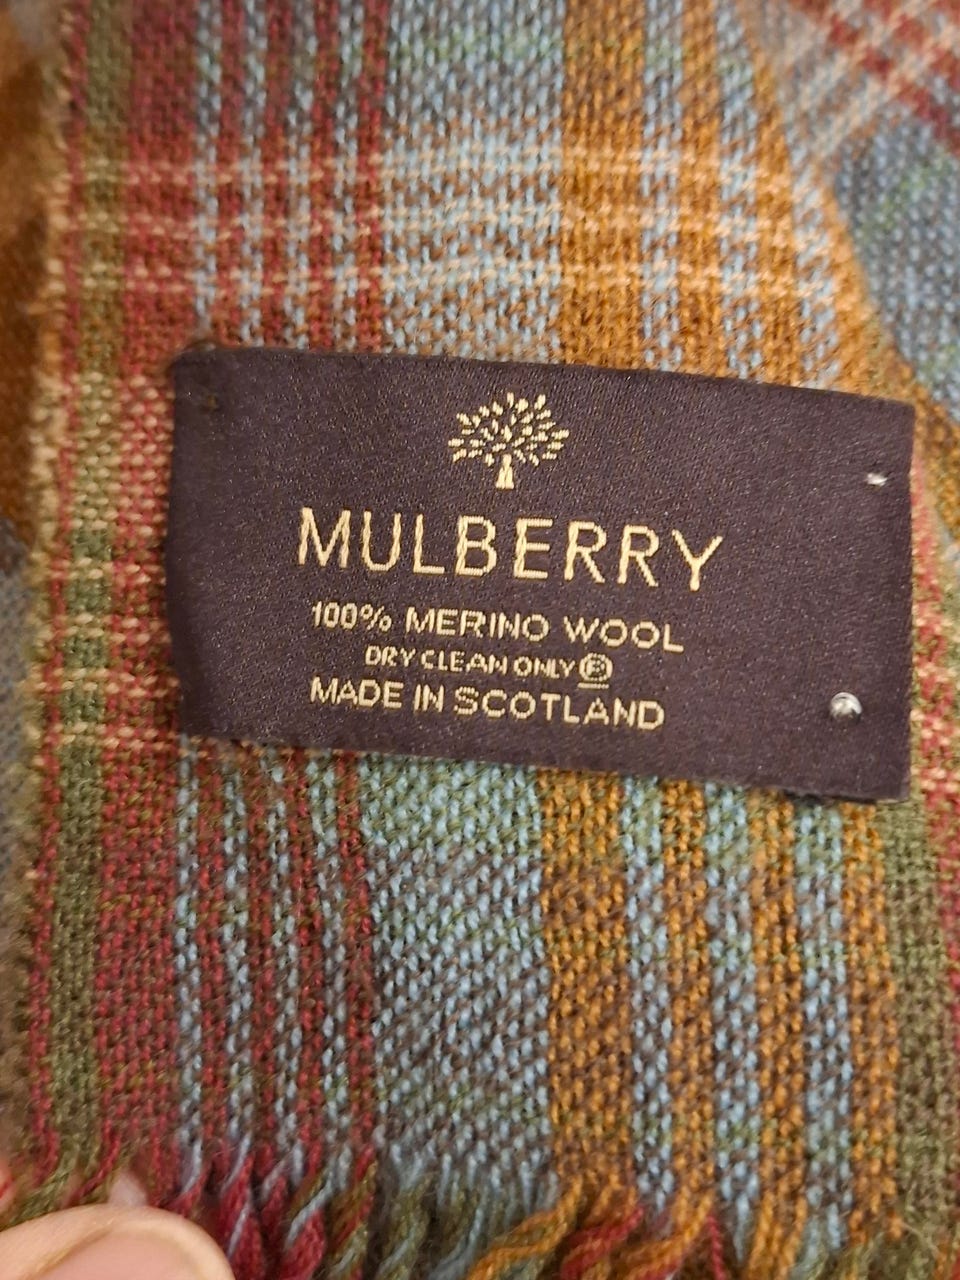 MULBERRY
100% MERINO WOOL
DRY CLEAN ONLY Ⓟ
MADE IN SCOTLAND